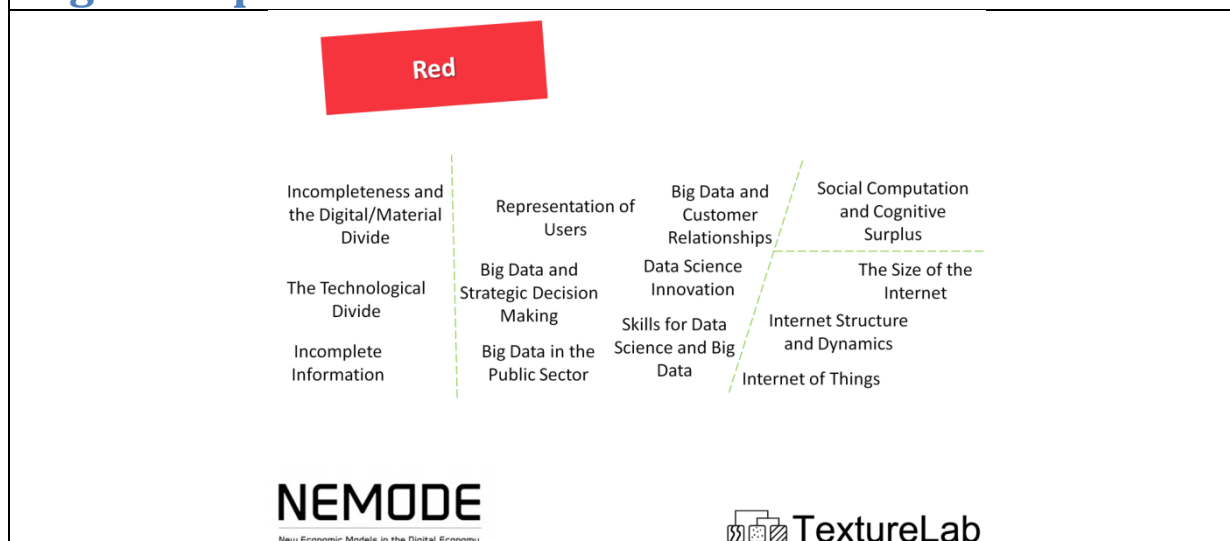 Red
Incompleteness and
the Digital/Material
Divide
The Technological
Divide
Incomplete
Information
Representation of
Users
Big Data and
Strategic Decision
Making
Big Data in the
Public Sector
Big Data and
Customer
Relationships
Data Science
Innovation
Skills for Data
Science and Big
Data
Social Computation
and Cognitive
Surplus
The Size of the
Internet
Internet Structure
and Dynamics
Internet of Things
NEMODE
New Economic Models in the Digital Economy
TextureLab